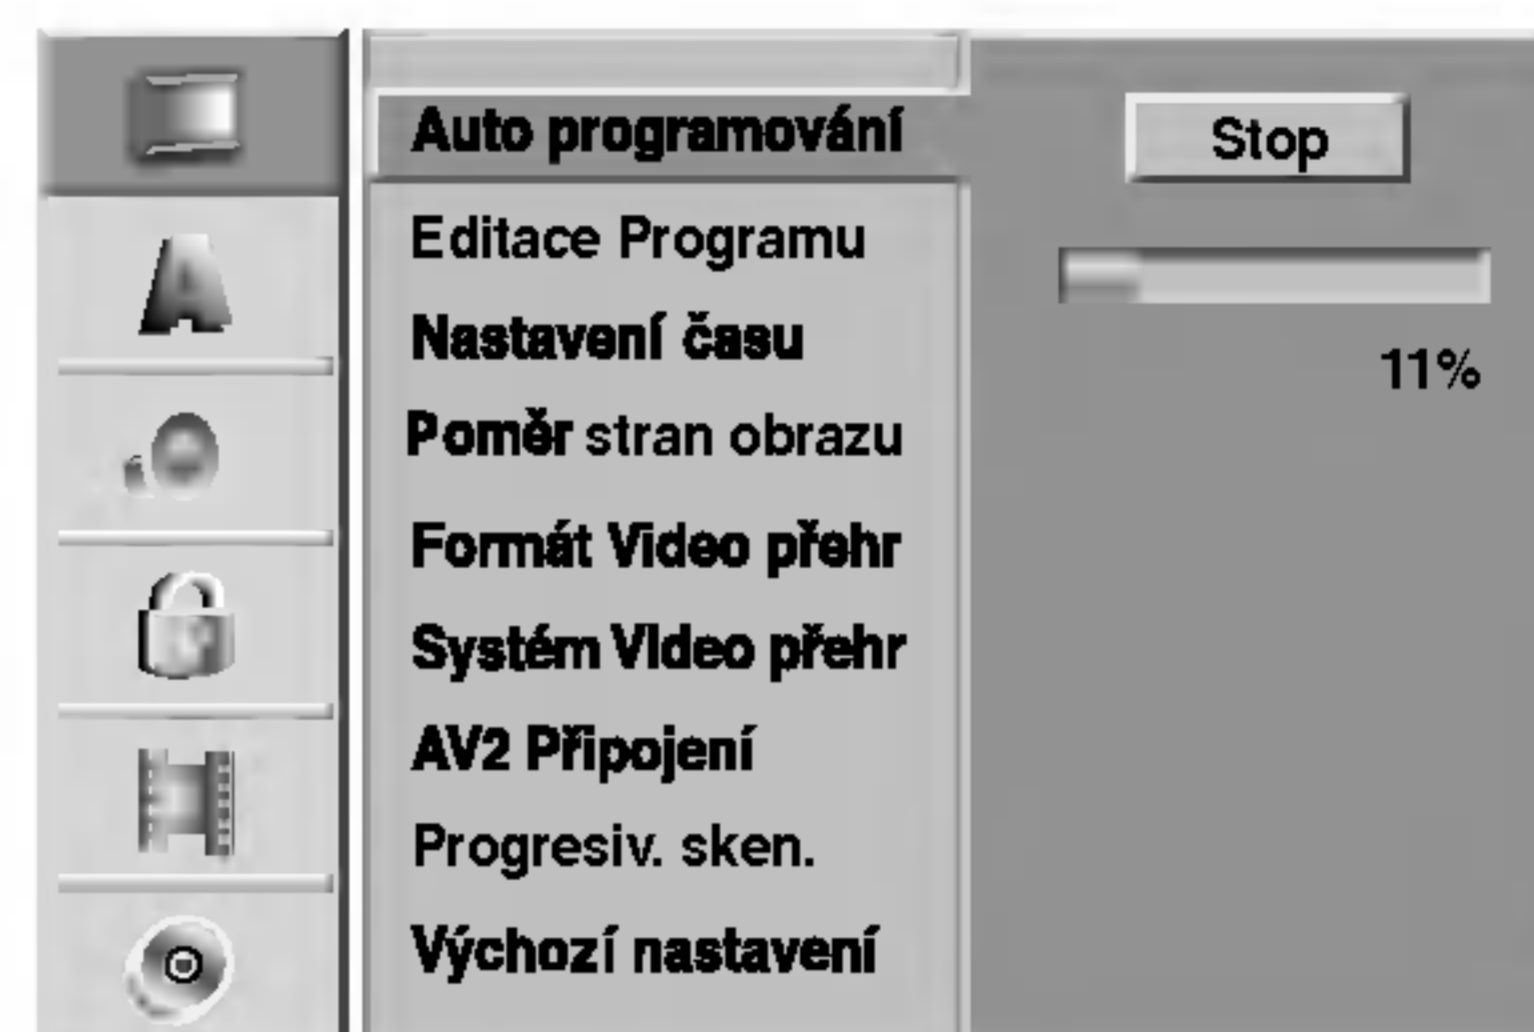 Auto programování
Stop
Editace Programu
Nastavení času
11%
Poměr stran obrazu
Formát Video přehr
Systém Video přehr
AV2 Připojení
Progresiv. sken.
Výchozí nastavení